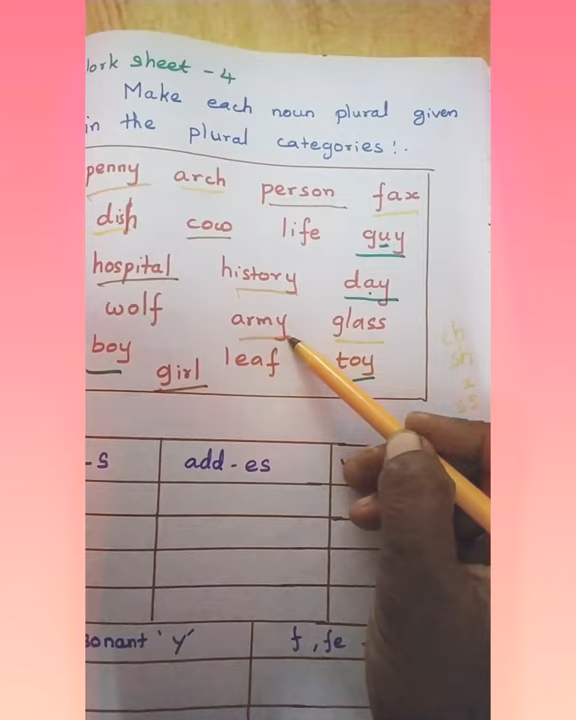 ork sheet - 4
Make each noun plural given
in the plural categories!.
penny arch person fax
dish cow life guy
hospital history day
wolf army glass
boy girl leaf toy
ch
sh
x
ss
-s add-es
sonant 'y' f, fe